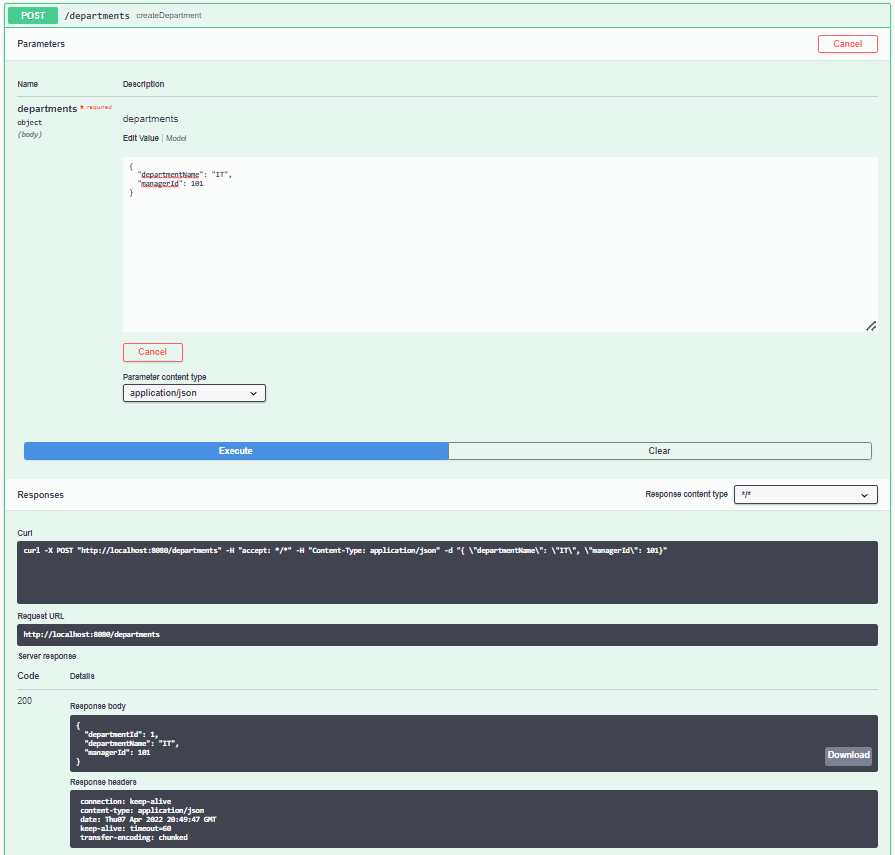 POST /departments createDepartment
Parameters Cancel
Name Description
departments * required
object
(body)
departments
Edit Value | Model
{
"departmentName": "IT",
"managerId": 101
}
Cancel
Parameter content type
application/json
Execute Clear
Responses Response content type */*
Curl
curl -X POST "http://localhost:8080/departments" -H "accept: */*" -H "Content-Type: application/json" -d "{ \"departmentName\": \"IT\", \"managerId\": 101}"
Request URL
http://localhost:8080/departments
Server response
Code Details
200
Response body
{
"departmentId": 1,
"departmentName": "IT",
"managerId": 101
}
Download
Response headers
connection: keep-alive
content-type: application/json
date: Thu07 Apr 2022 20:49:47 GMT
keep-alive: timeout=60
transfer-encoding: chunked